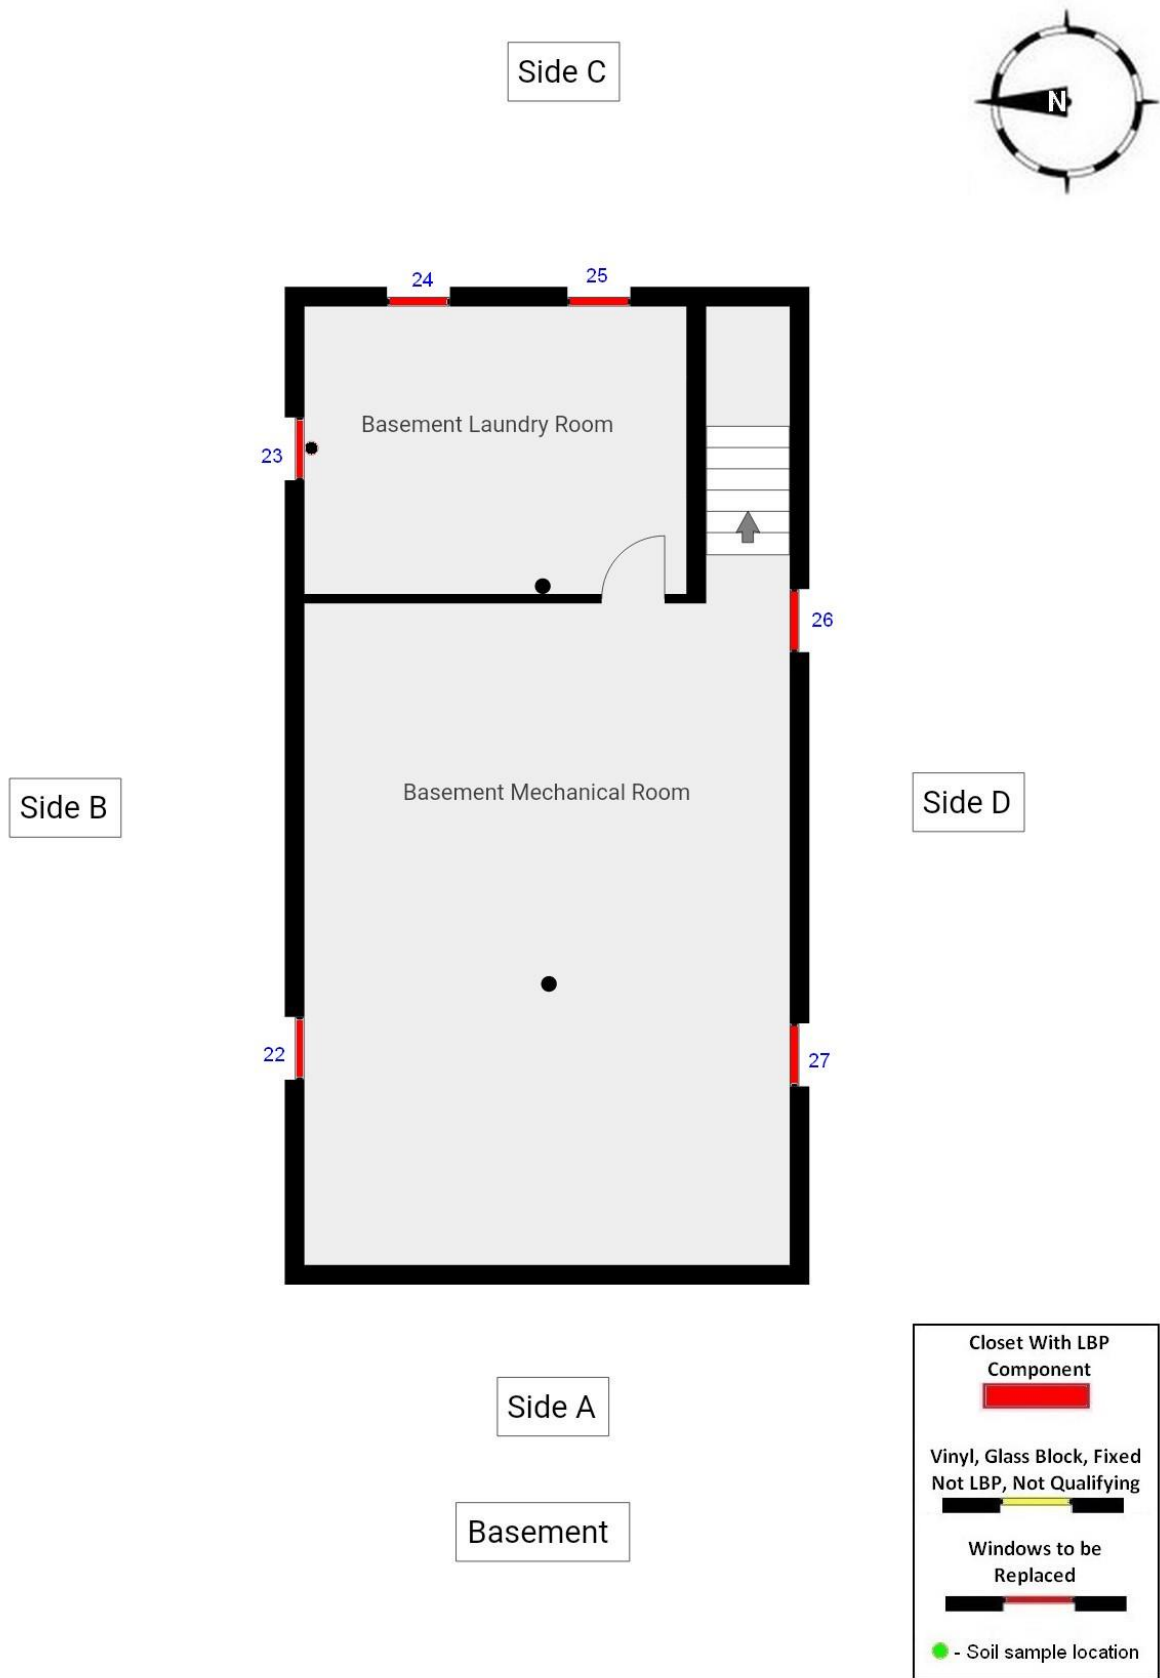 Side C
N
24
25
Basement Laundry Room
23
26
Basement Mechanical Room
Side B
Side D
22
27
Side A
Basement
Closet With LBP
Component
Vinyl, Glass Block, Fixed
Not LBP, Not Qualifying
Windows to be
Replaced
- Soil sample location